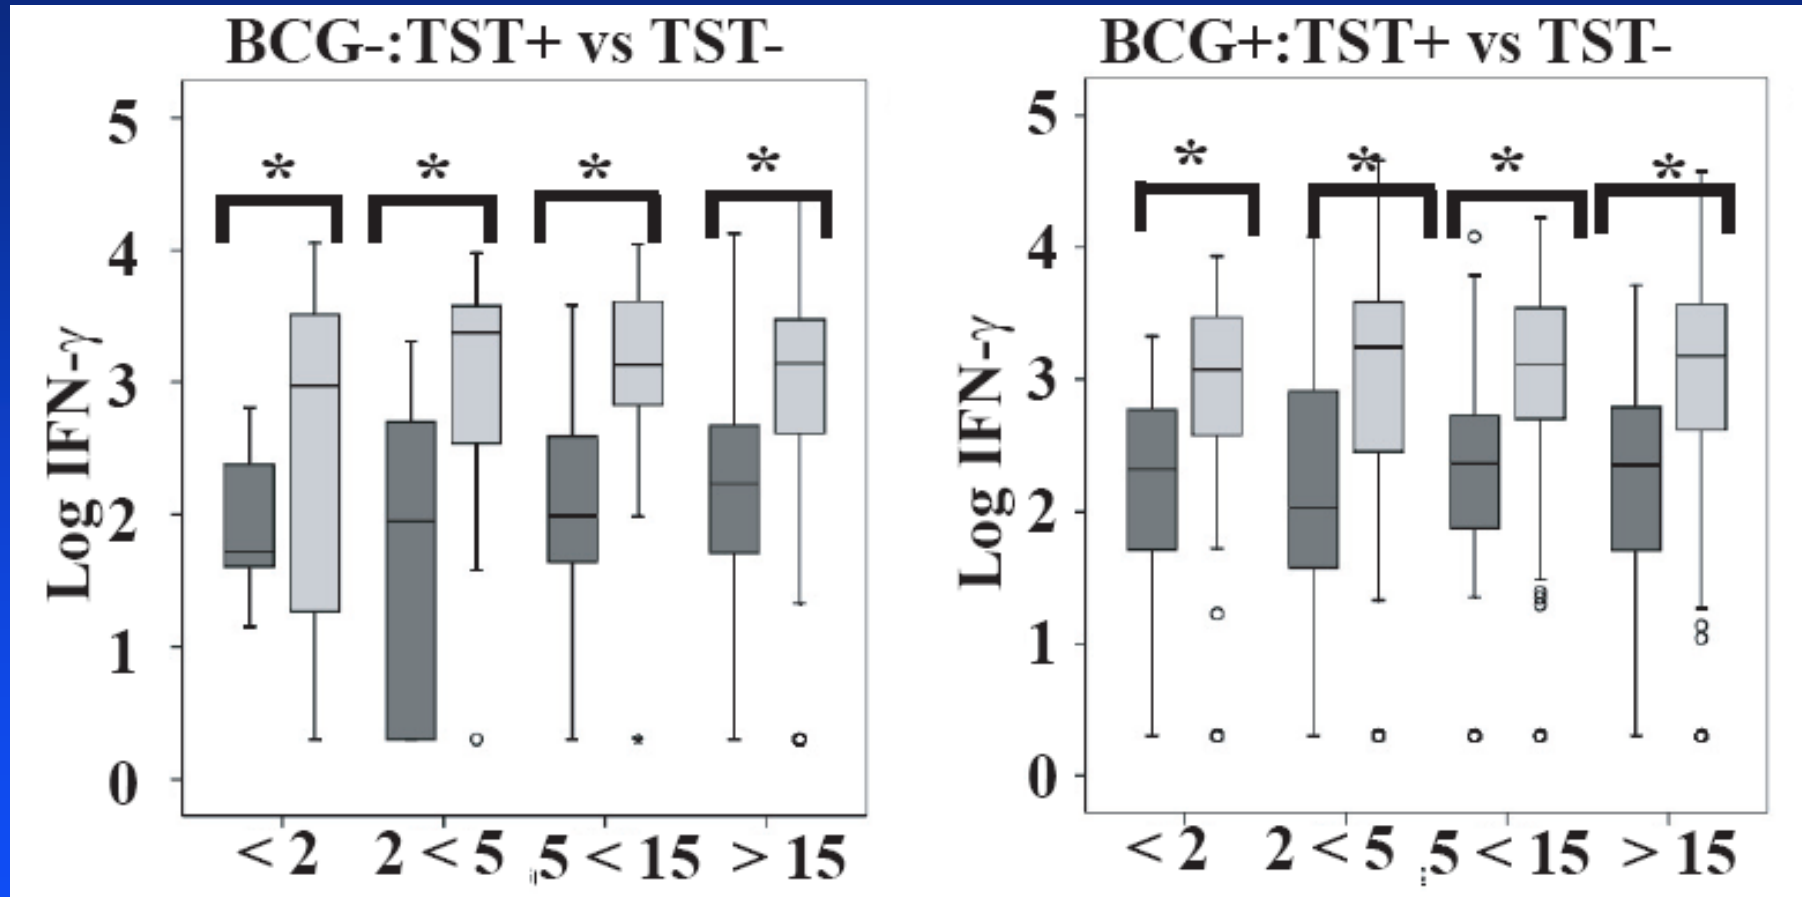 BCG-:TST+ vs TST-
5
4
3
2
1
0
Log IFN-γ
* * * *
< 2 2 < 5 5 < 15 > 15
BCG+:TST+ vs TST-
5
4
3
2
1
0
Log IFN-γ
* * * *
< 2 2 < 5 5 < 15 > 15